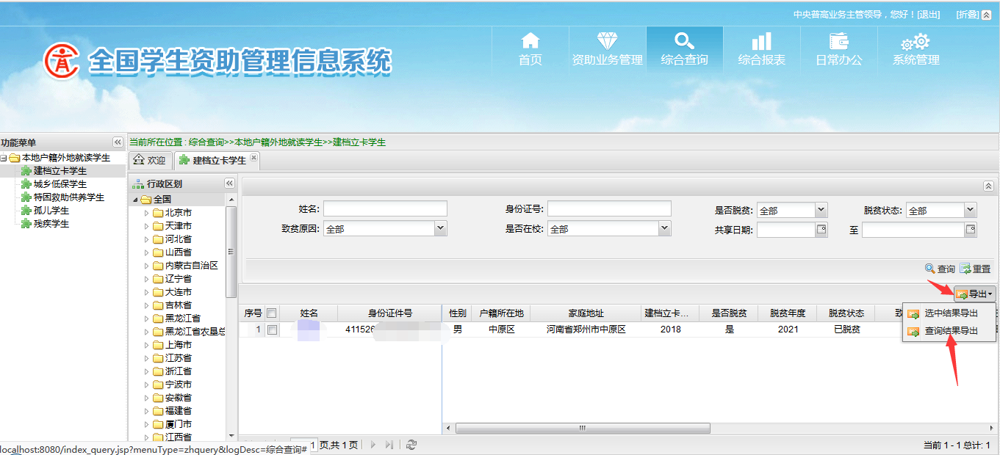 中央普高业务主管领导，您好！[退出] [折叠]
全国学生资助管理信息系统
首页 资助业务管理 综合查询 综合报表 日常办公 系统管理
功能菜单
本地户籍外地就读学生
建档立卡学生
城乡低保学生
特困救助供养学生
孤儿学生
残疾学生
当前所在位置 : 综合查询>>本地户籍外地就读学生>>建档立卡学生
欢迎 建档立卡学生
行政区划
全国
北京市
天津市
河北省
山西省
内蒙古自治区
辽宁省
大连市
吉林省
黑龙江省
黑龙江省农垦总
上海市
江苏省
浙江省
宁波市
安徽省
福建省
厦门市
江西省
姓名: 身份证号: 是否脱贫: 全部 脱贫状态: 全部
致贫原因: 全部 是否在校: 全部 共享日期: 至
查询 重置
导出
选中结果导出
查询结果导出
序号 姓名 身份证件号 性别 户籍所在地 家庭地址 建档立卡... 是否脱贫 脱贫年度 脱贫状态
1 411526 男 中原区 河南省郑州市中原区 2018 是 2021 已脱贫
1 页,共 1 页
当前 1 - 1 总计: 1
localhost:8080/index_query.jsp?menuType=zhquery&logDesc=综合查询#